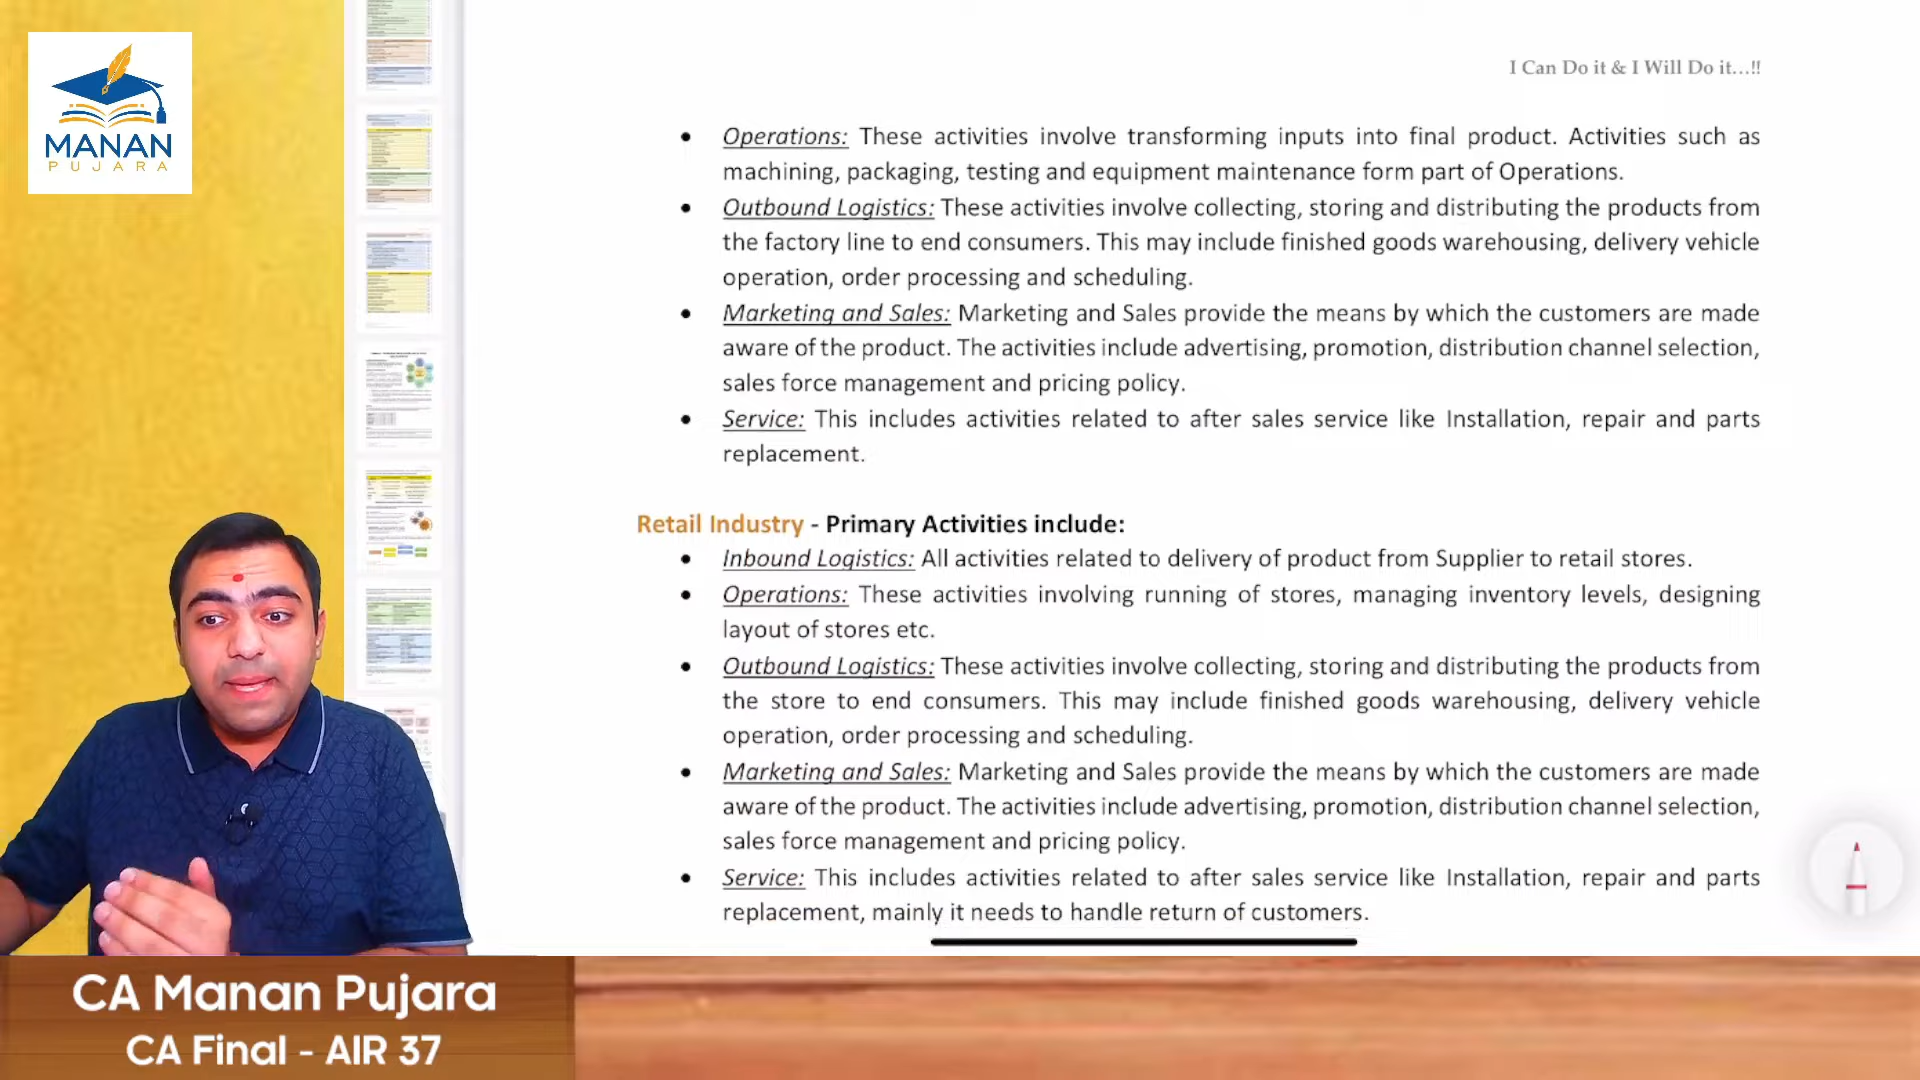 MANAN
PUJARA
I Can Do it & I Will Do it...!!
• Operations: These activities involve transforming inputs into final product. Activities such as
machining, packaging, testing and equipment maintenance form part of Operations.
• Outbound Logistics: These activities involve collecting, storing and distributing the products from
the factory line to end consumers. This may include finished goods warehousing, delivery vehicle
operation, order processing and scheduling.
• Marketing and Sales: Marketing and Sales provide the means by which the customers are made
aware of the product. The activities include advertising, promotion, distribution channel selection,
sales force management and pricing policy.
• Service: This includes activities related to after sales service like Installation, repair and parts
replacement.
Retail Industry - Primary Activities include:
• Inbound Logistics: All activities related to delivery of product from Supplier to retail stores.
• Operations: These activities involving running of stores, managing inventory levels, designing
layout of stores etc.
• Outbound Logistics: These activities involve collecting, storing and distributing the products from
the store to end consumers. This may include finished goods warehousing, delivery vehicle
operation, order processing and scheduling.
• Marketing and Sales: Marketing and Sales provide the means by which the customers are made
aware of the product. The activities include advertising, promotion, distribution channel selection,
sales force management and pricing policy.
• Service: This includes activities related to after sales service like Installation, repair and parts
replacement, mainly it needs to handle return of customers.
CA Manan Pujara
CA Final - AIR 37